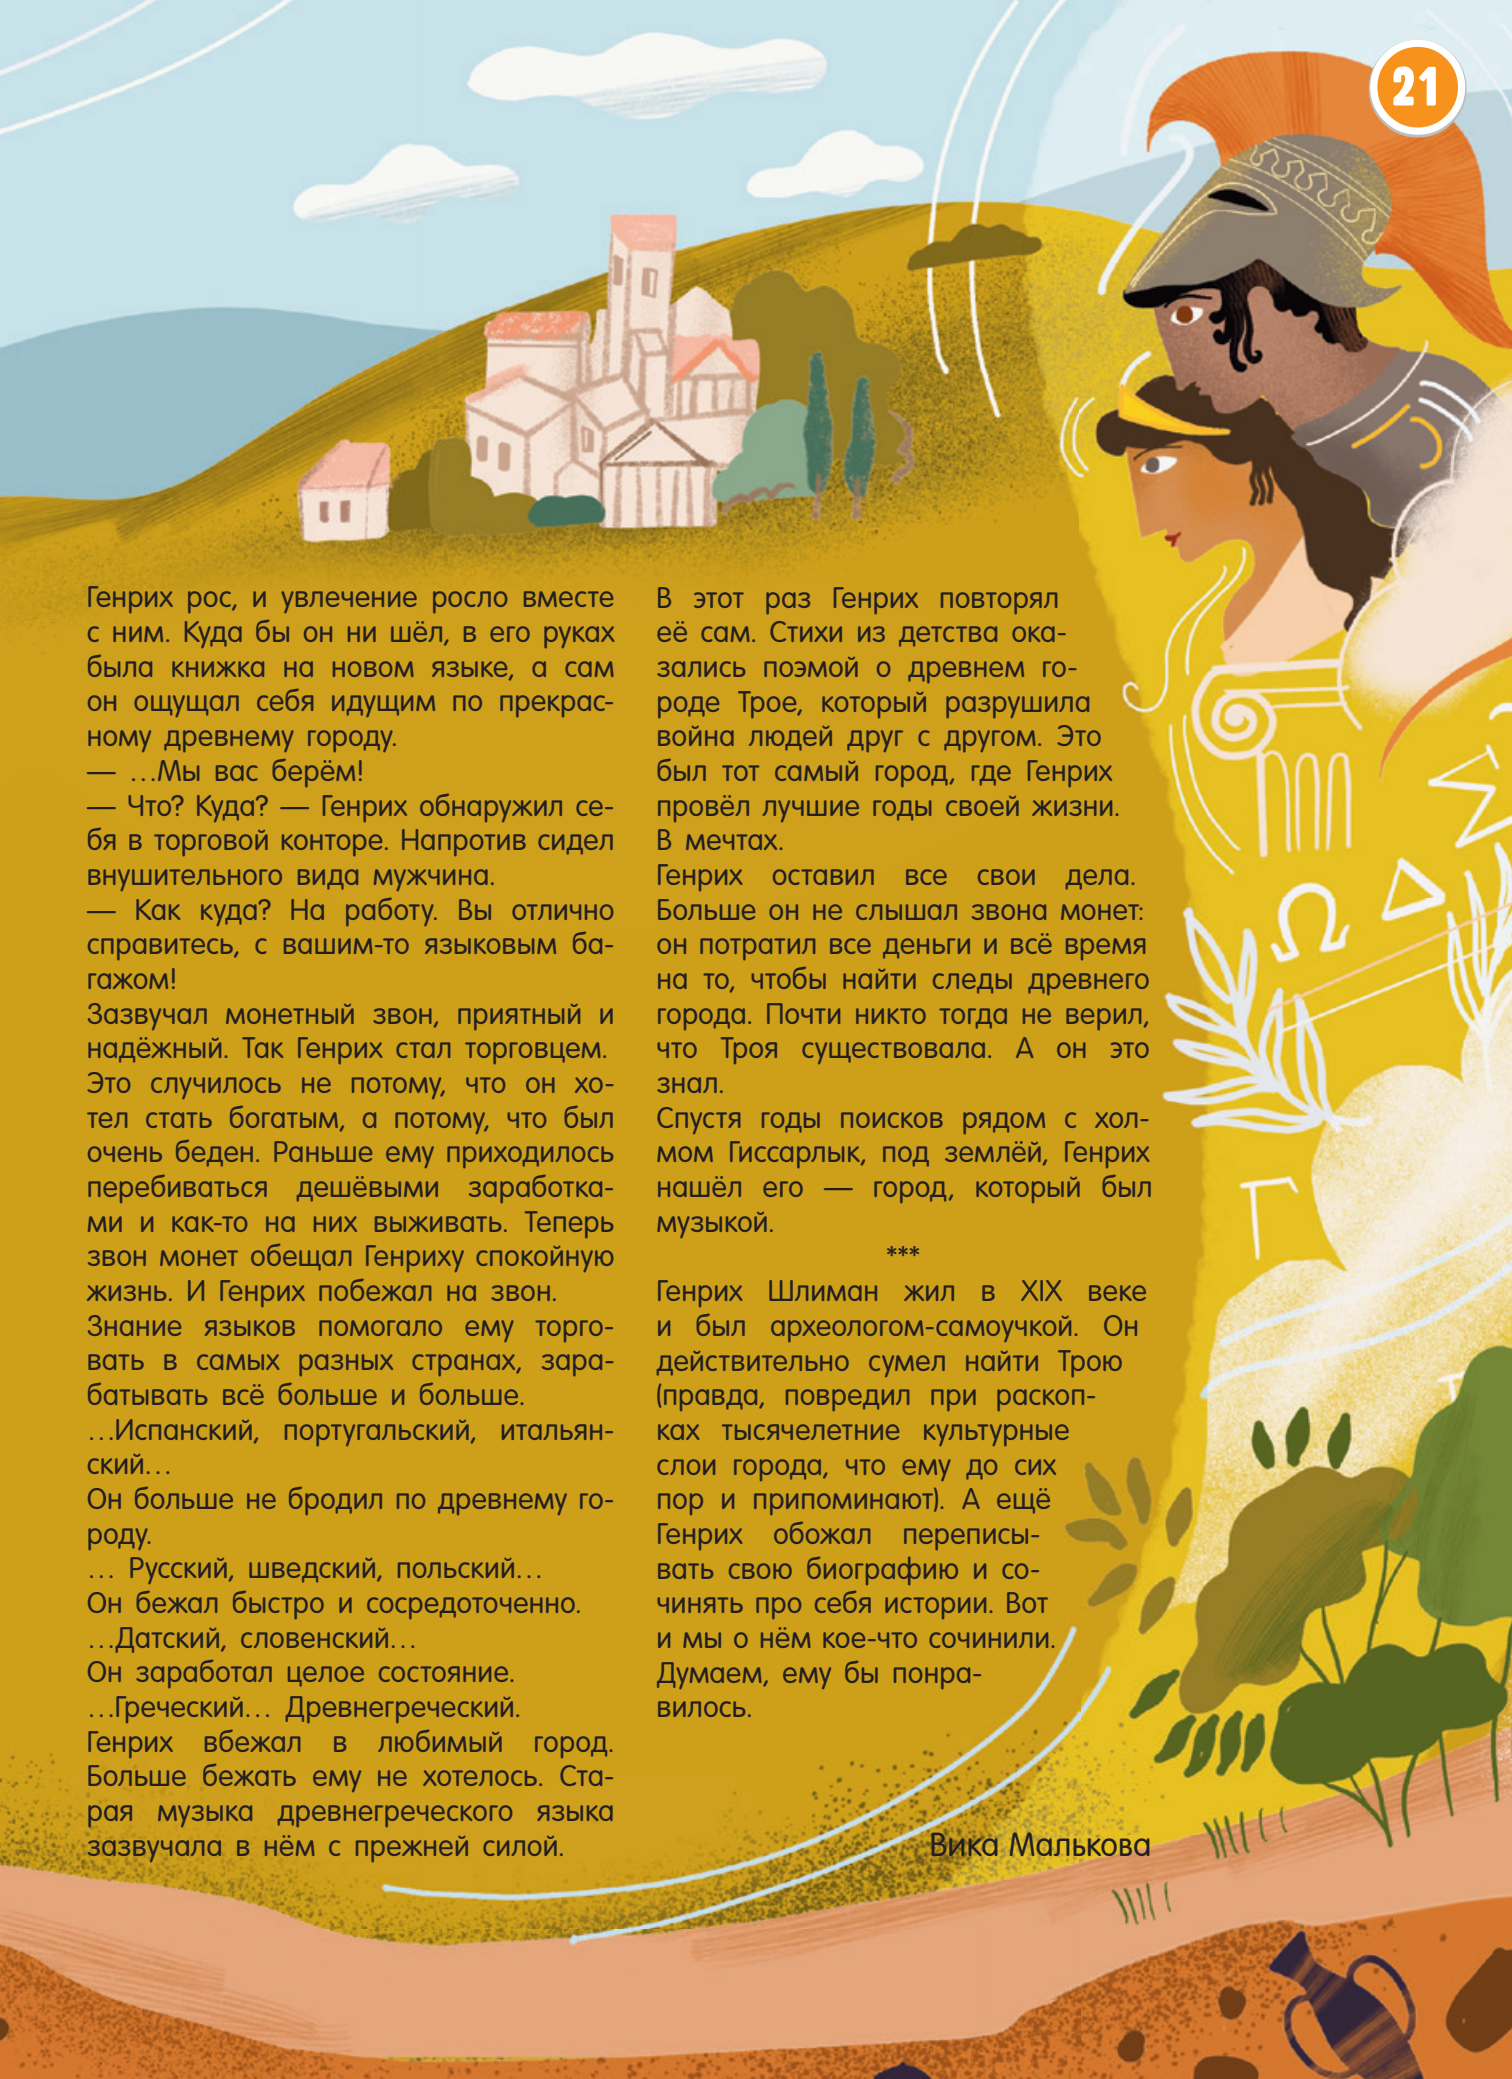 21
Генрих рос, и увлечение росло вместе
с ним. Куда бы он ни шёл, в его руках
была книжка на новом языке, а сам
он ощущал себя идущим по прекрас-
ному древнему городу.
— …Мы вас берём!
— Что? Куда? — Генрих обнаружил се-
бя в торговой конторе. Напротив сидел
внушительного вида мужчина.
— Как куда? На работу. Вы отлично
справитесь, с вашим-то языковым ба-
гажом!
Зазвучал монетный звон, приятный и
надёжный. Так Генрих стал торговцем.
Это случилось не потому, что он хо-
тел стать богатым, а потому, что был
очень беден. Раньше ему приходилось
перебиваться дешёвыми заработка-
ми и как-то на них выживать. Теперь
звон монет обещал Генриху спокойную
жизнь. И Генрих побежал на звон.
Знание языков помогало ему торго-
вать в самых разных странах, зара-
батывать всё больше и больше.
…Испанский, португальский, итальян-
ский…
Он больше не бродил по древнему го-
роду.
… Русский, шведский, польский…
Он бежал быстро и сосредоточенно.
…Датский, словенский…
Он заработал целое состояние.
…Греческий… Древнегреческий.
Генрих вбежал в любимый город.
Больше бежать ему не хотелось. Ста-
рая музыка древнегреческого языка
зазвучала в нём с прежней силой.
В этот раз Генрих повторял
её сам. Стихи из детства ока-
зались поэмой о древнем го-
роде Трое, который разрушила
война людей друг с другом. Это
был тот самый город, где Генрих
провёл лучшие годы своей жизни.
В мечтах.
Генрих оставил все свои дела.
Больше он не слышал звона монет:
он потратил все деньги и всё время
на то, чтобы найти следы древнего
города. Почти никто тогда не верил,
что Троя существовала. А он это
знал.
Спустя годы поисков рядом с хол-
мом Гиссарлык, под землёй, Генрих
нашёл его — город, который был
музыкой.
***
Генрих Шлиман жил в XIX веке
и был археологом-самоучкой. Он
действительно сумел найти Трою
(правда, повредил при раскоп-
ках тысячелетние культурные
слои города, что ему до сих
пор и припоминают). А ещё
Генрих обожал переписы-
вать свою биографию и со-
чинять про себя истории. Вот
и мы о нём кое-что сочинили.
Думаем, ему бы понра-
вилось.
Вика Малькова
Σ
Ω Δ
Γ